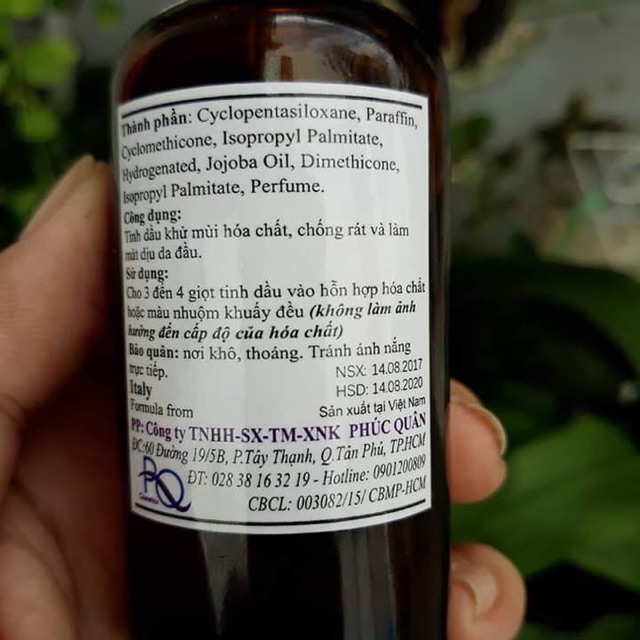 Thành phần: Cyclopentasiloxane, Paraffin,
Cyclomethicone, Isopropyl Palmitate,
Hydrogenated, Jojoba Oil, Dimethicone,
Isopropyl Palmitate, Perfume.
Công dụng:
Tinh dầu khử mùi hóa chất, chống rát và làm
mát dịu da đầu.
Sử dụng:
Cho 3 đến 4 giọt tinh dầu vào hỗn hợp hóa chất
hoặc màu nhuộm khuấy đều (không làm ảnh
hưởng đến cấp độ của hóa chất)
Bảo quản: nơi khô, thoáng. Tránh ánh nắng
trực tiếp.
NSX: 14.08.2017
Italy
HSD: 14.08.2020
Formula from
Sản xuất tại Việt Nam
PP: Công ty TNHH-SX-TM-XNK PHÚC QUÂN
ĐC:60 Đường 19/5B, P.Tây Thạnh, Q.Tân Phú, TP.HCM
ĐT: 028 38 16 32 19 - Hotline: 0901200809
CBCL: 003082/15/ CBMP-HCM
PQ
Cosmetics